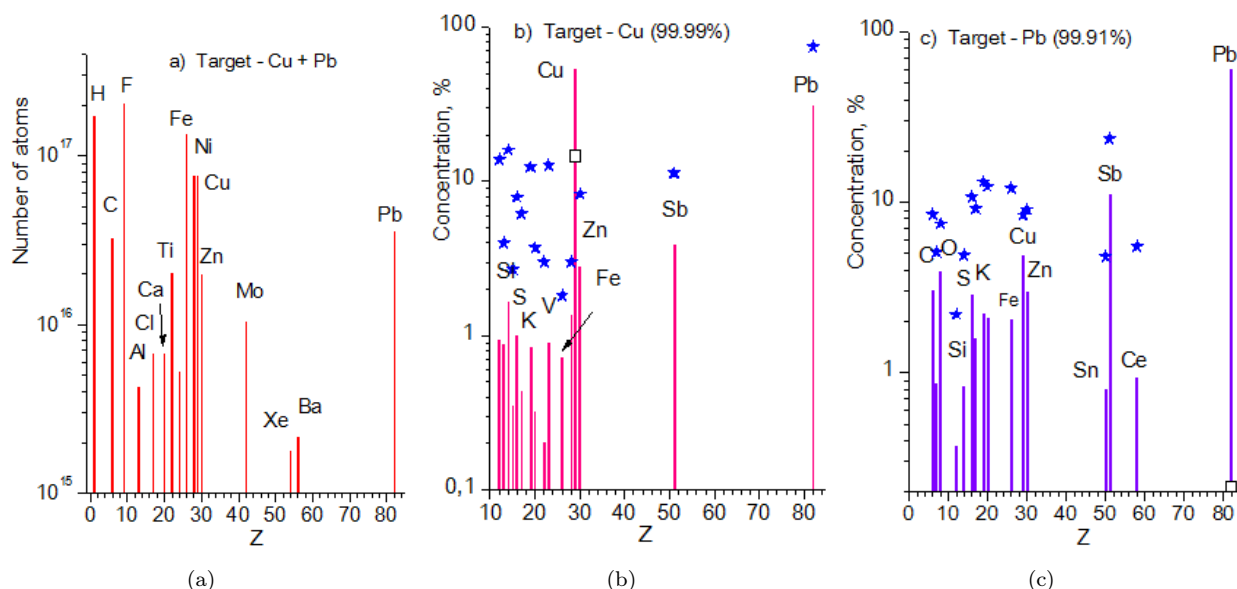 a) Target - Cu + Pb
Number of atoms
10¹⁷
10¹⁶
10¹⁵
H
F
C
Fe
Ni
Cu
Pb
Ti
Zn
Ca
Mo
Cl
Al
Xe
Ba
0 10 20 30 40 50 60 70 80
Z
(a)
b) Target - Cu (99.99%)
Concentration, %
100
10
1
0,1
Cu
Pb
Sb
Zn
Si
Fe
S
K
V
10 20 30 40 50 60 70 80
Z
(b)
c) Target - Pb (99.91%)
Concentration, %
100
10
1
Pb
Sb
C
O
Cu
S
K
Zn
Fe
Si
Sn
Ce
0 10 20 30 40 50 60 70 80
Z
(c)